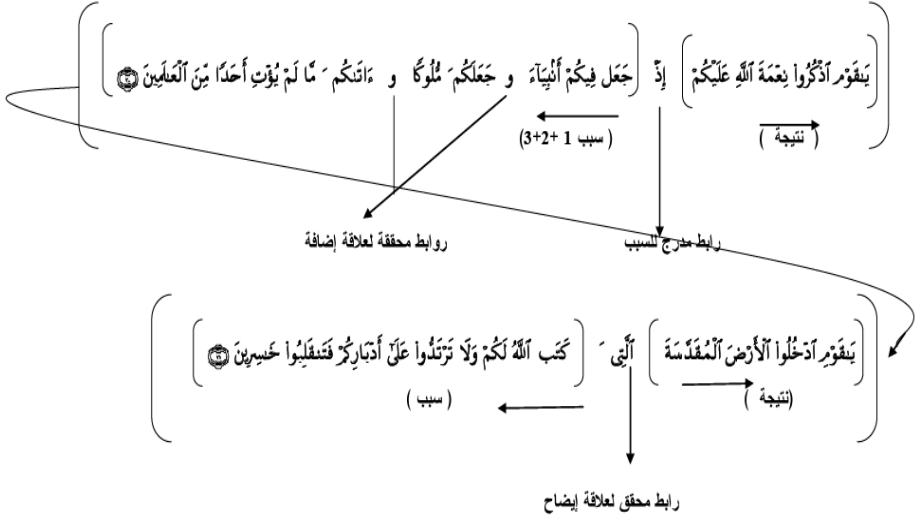 يَٰقَوْمِ ٱذْكُرُوا۟ نِعْمَةَ ٱللَّهِ عَلَيْكُمْ إِذْ جَعَلَ فِيكُمْ أَنۢبِيَآءَ و جَعَلَكُم مُّلُوكًا و ءَاتَىٰكُم مَّا لَمْ يُؤْتِ أَحَدًا مِّنَ ٱلْعَٰلَمِينَ ٢٠
( نتيجة ) ( سبب 1 +2+3)
رابط مدرج للسبب روابط محققة لعلاقة إضافة
يَٰقَوْمِ ٱدْخُلُوا۟ ٱلْأَرْضَ ٱلْمُقَدَّسَةَ ٱلَّتِى كَتَبَ ٱللَّهُ لَكُمْ وَلَا تَرْتَدُّوا۟ عَلَىٰٓ أَدْبَارِكُمْ فَتَنقَلِبُوا۟ خَٰسِرِينَ ٢١
(نتيجة ) ( سبب )
رابط محقق لعلاقة إيضاح